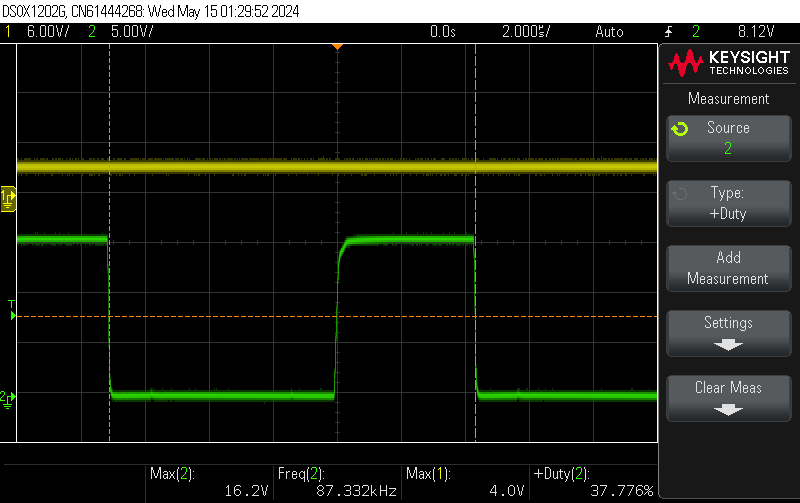 DSOX1202G, CN61444268: Wed May 15 01:29:52 2024
1 6.00V/ 2 5.00V/ 0.0s 2.000s/ Auto 2 8.12V
KEYSIGHT
TECHNOLOGIES
Measurement
Source
2
Type:
+Duty
Add
Measurement
Settings
Clear Meas
1
T
2
Max(2): Freq(2): Max(1): +Duty(2):
16.2V 87.332kHz 4.0V 37.776%